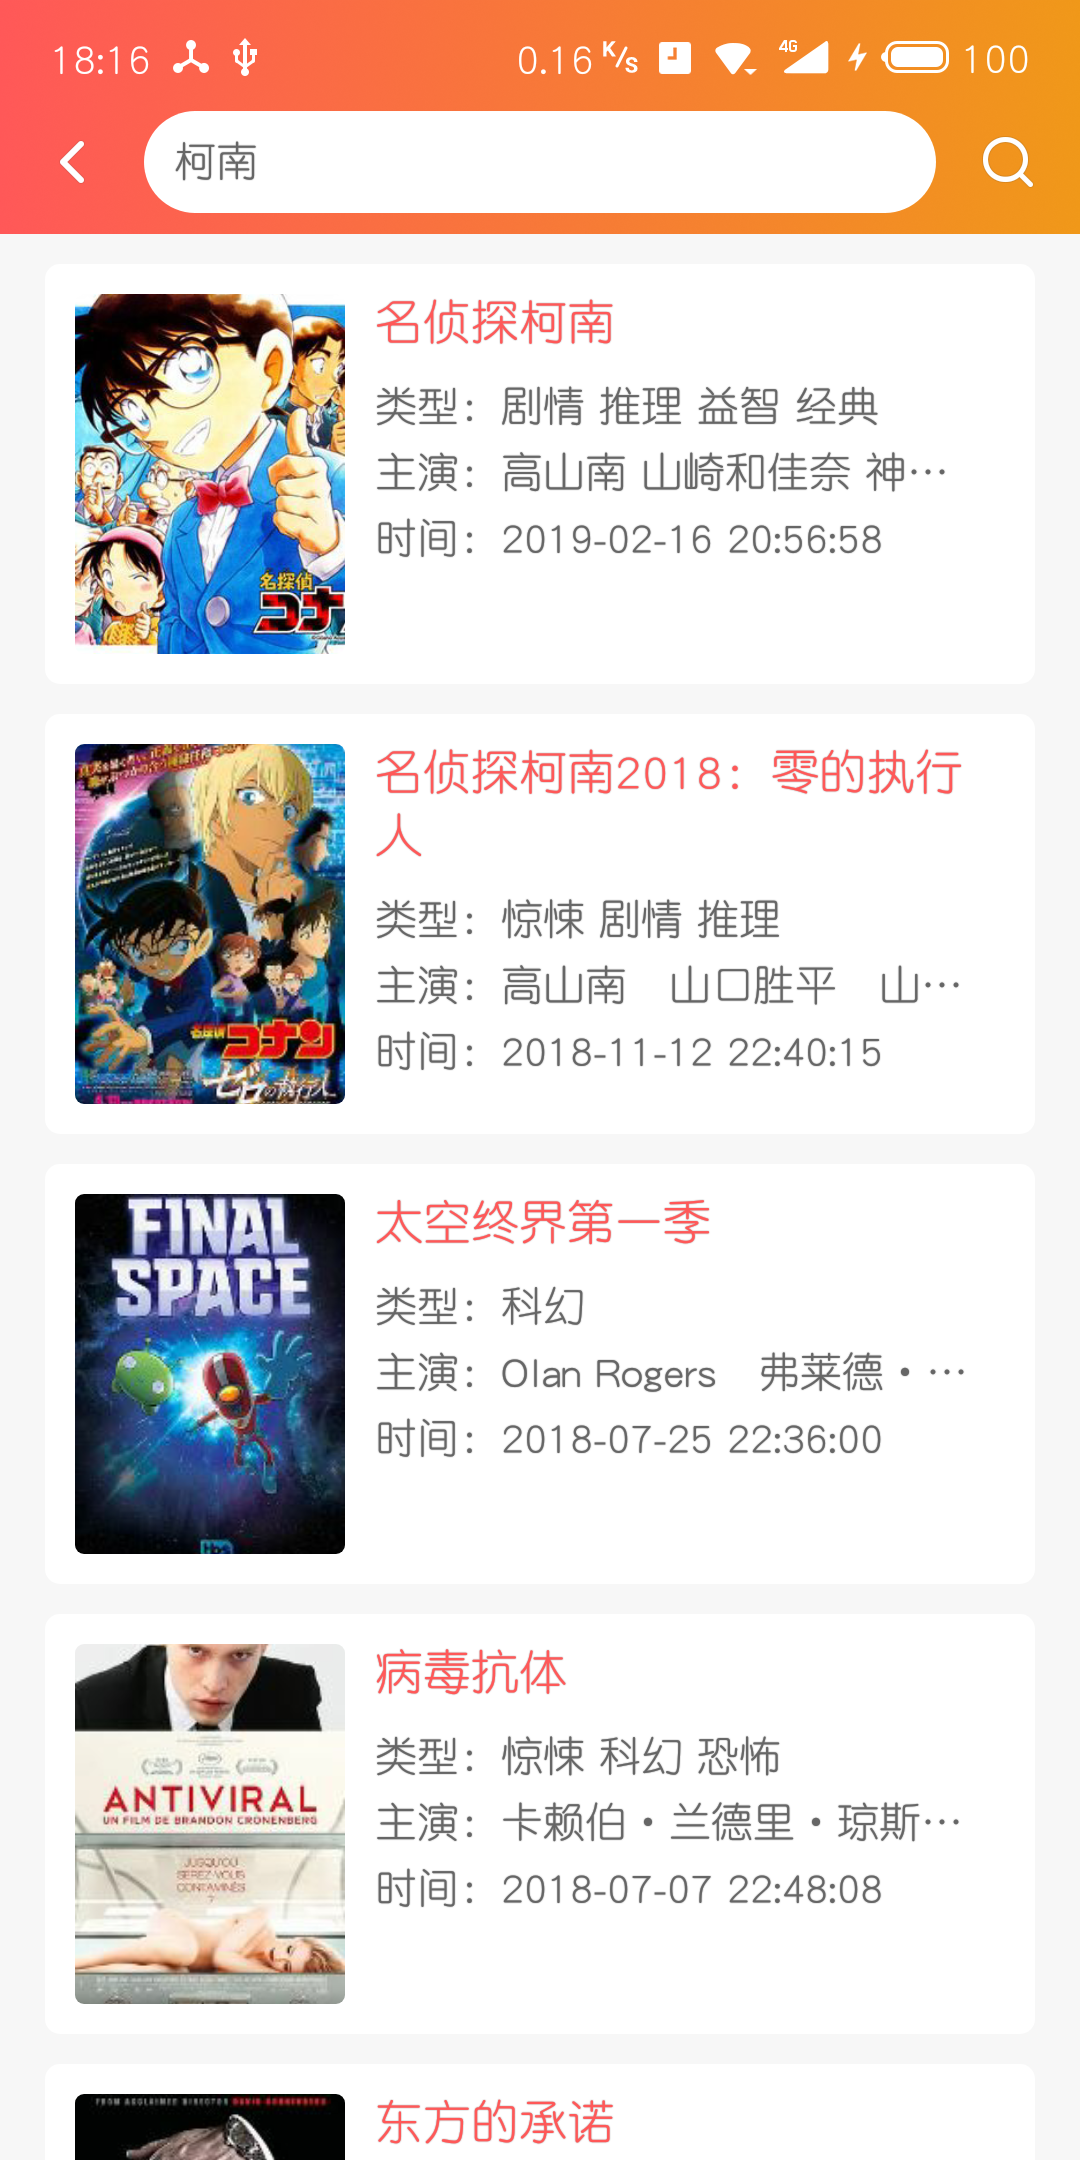 18:16
0.16 K/s
4G
100
柯南
名侦探柯南
类型：剧情 推理 益智 经典
主演：高山南 山崎和佳奈 神…
时间：2019-02-16 20:56:58
名探偵
コナ
名侦探柯南2018：零的执行
人
类型：惊悚 剧情 推理
主演：高山南　山口胜平　山…
时间：2018-11-12 22:40:15
名探偵
コナン
ゼロの執行人
FINAL
SPACE
tbs
太空终界第一季
类型：科幻
主演：Olan Rogers　弗莱德·…
时间：2018-07-25 22:36:00
ANTIVIRAL
UN FILM DE BRANDON CRONENBERG
JUSQU'OÙ
SEREZ-VOUS
CONTAMINÉS
?
病毒抗体
类型：惊悚 科幻 恐怖
主演：卡赖伯·兰德里·琼斯…
时间：2018-07-07 22:48:08
FROM ACCLAIMED DIRECTOR DAVID CRONENBERG
东方的承诺